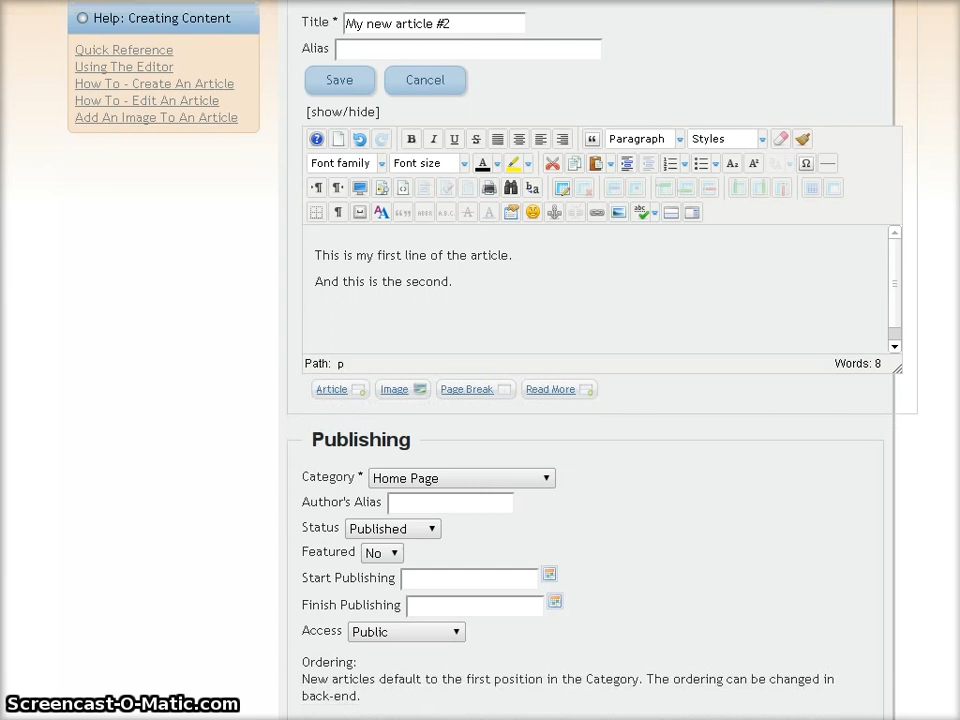 Help: Creating Content
Quick Reference
Using The Editor
How To - Create An Article
How To - Edit An Article
Add An Image To An Article
Title * My new article #2
Alias
Save Cancel
[show/hide]
B I U S Paragraph Styles
Font family Font size A
This is my first line of the article.
And this is the second.
Path: p Words: 8
Article Image Page Break Read More
Publishing
Category * Home Page
Author's Alias
Status Published
Featured No
Start Publishing
Finish Publishing
Access Public
Ordering:
New articles default to the first position in the Category. The ordering can be changed in
back-end.
Screencast-O-Matic.com